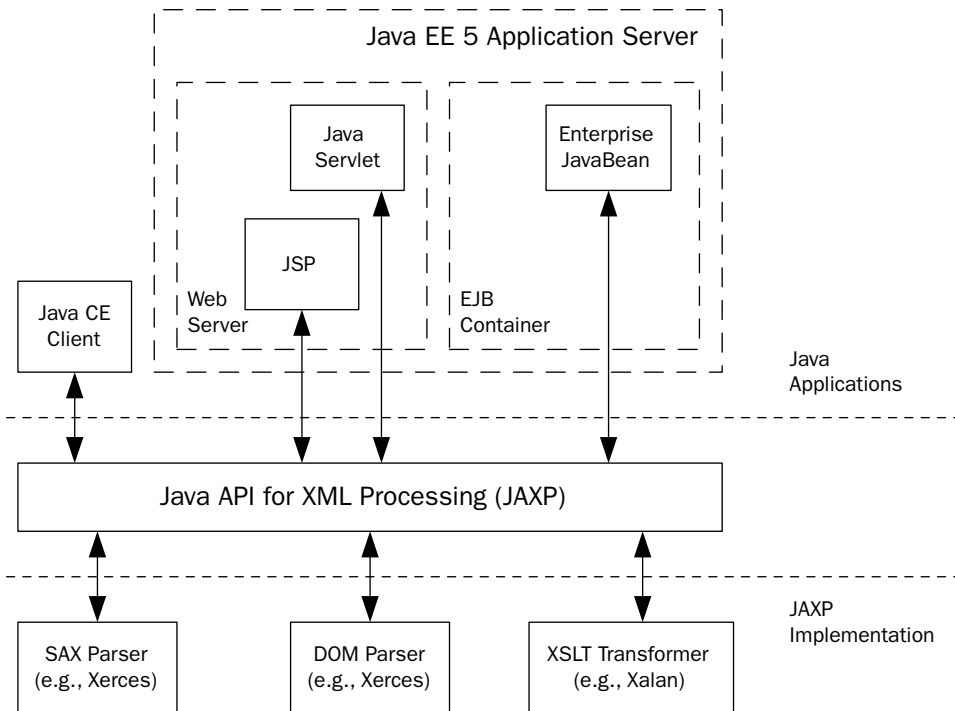 Java EE 5 Application Server
Java
Servlet
Enterprise
JavaBean
JSP
Web
Server
EJB
Container
Java CE
Client
Java
Applications
Java API for XML Processing (JAXP)
JAXP
Implementation
SAX Parser
(e.g., Xerces)
DOM Parser
(e.g., Xerces)
XSLT Transformer
(e.g., Xalan)